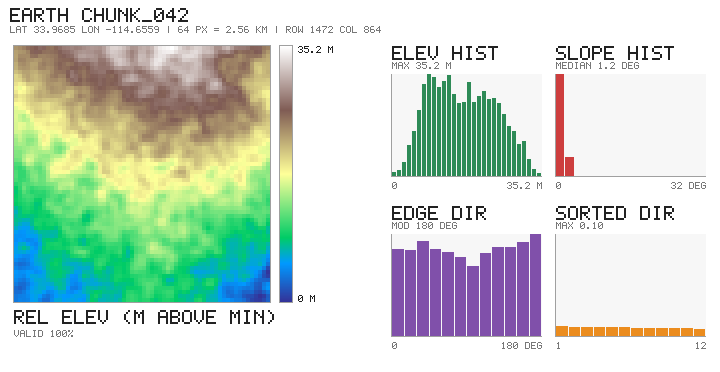 EARTH CHUNK_042
LAT 33.9685 LON -114.6559 | 64 PX = 2.56 KM | ROW 1472 COL 864
35.2 M
0 M
REL ELEV (M ABOVE MIN)
VALID 100%
ELEV HIST
MAX 35.2 M
0 35.2 M
SLOPE HIST
MEDIAN 1.2 DEG
0 32 DEG
EDGE DIR
MOD 180 DEG
0 180 DEG
SORTED DIR
MAX 0.10
1 12